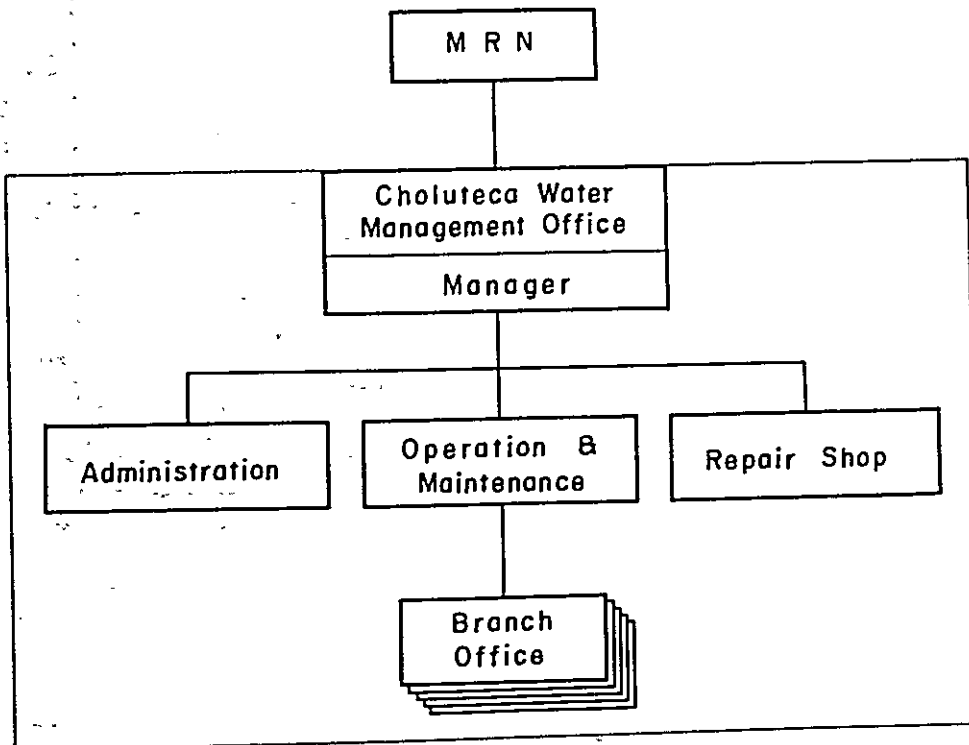 M R N
Choluteca Water
Management Office
Manager
Administration
Operation &
Maintenance
Repair Shop
Branch
Office